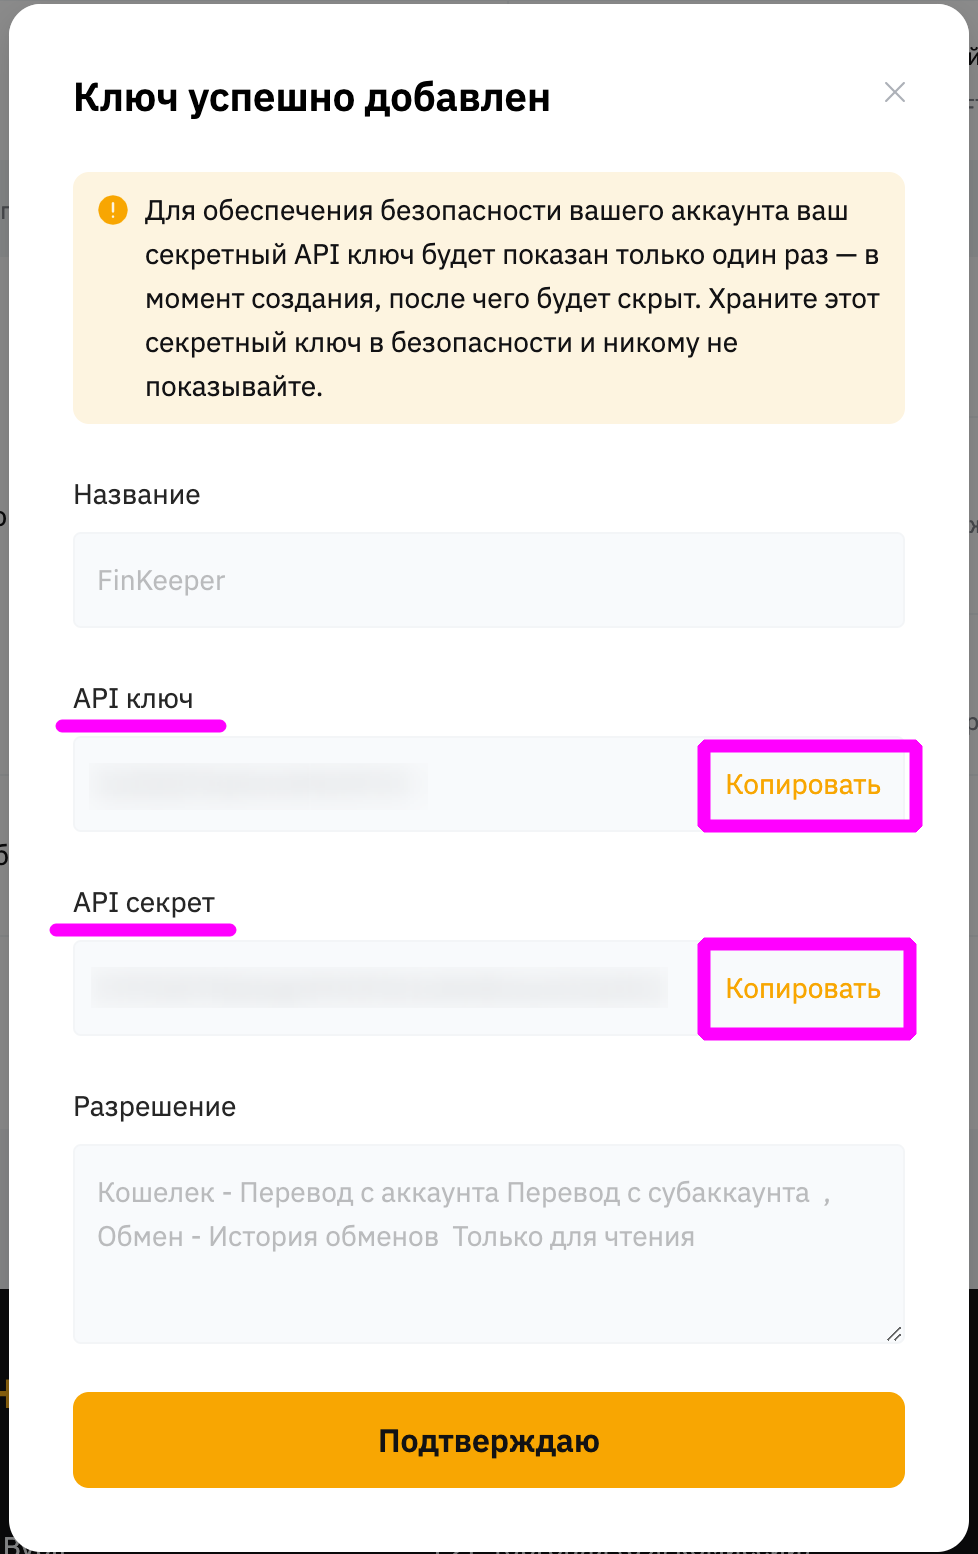 Ключ успешно добавлен
Для обеспечения безопасности вашего аккаунта ваш
секретный API ключ будет показан только один раз — в
момент создания, после чего будет скрыт. Храните этот
секретный ключ в безопасности и никому не
показывайте.
Название
FinKeeper
API ключ
Копировать
API секрет
Копировать
Разрешение
Кошелек - Перевод с аккаунта Перевод с субаккаунта ,
Обмен - История обменов Только для чтения
Подтверждаю